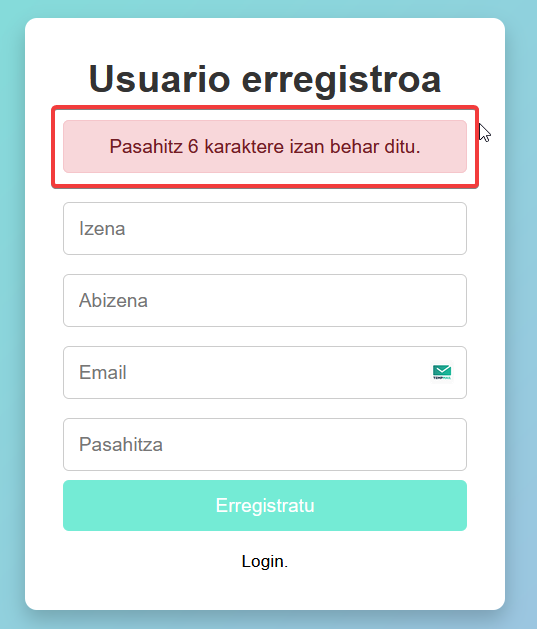 Usuario erregistroa
Pasahitz 6 karaktere izan behar ditu.
Izena
Abizena
Email
Pasahitza
Erregistratu
Login.